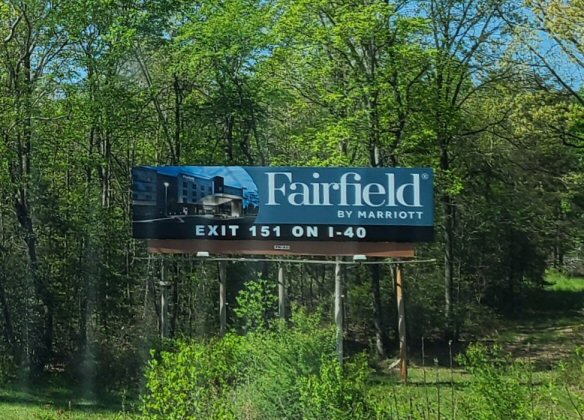 Fairfield®
BY MARRIOTT
EXIT 151 ON I-40